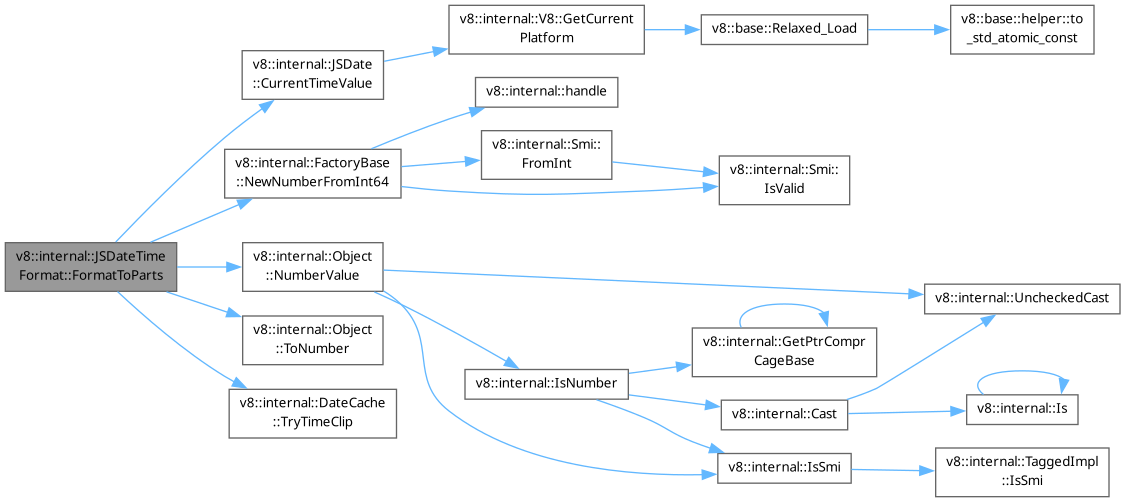 v8::internal::JSDateTime
Format::FormatToParts
v8::internal::JSDate
::CurrentTimeValue
v8::internal::V8::GetCurrent
Platform
v8::base::Relaxed_Load
v8::base::helper::to
_std_atomic_const
v8::internal::FactoryBase
::NewNumberFromInt64
v8::internal::handle
v8::internal::Smi::
FromInt
v8::internal::Smi::
IsValid
v8::internal::Object
::NumberValue
v8::internal::UncheckedCast
v8::internal::IsNumber
v8::internal::GetPtrCompr
CageBase
v8::internal::Cast
v8::internal::Is
v8::internal::IsSmi
v8::internal::TaggedImpl
::IsSmi
v8::internal::Object
::ToNumber
v8::internal::DateCache
::TryTimeClip